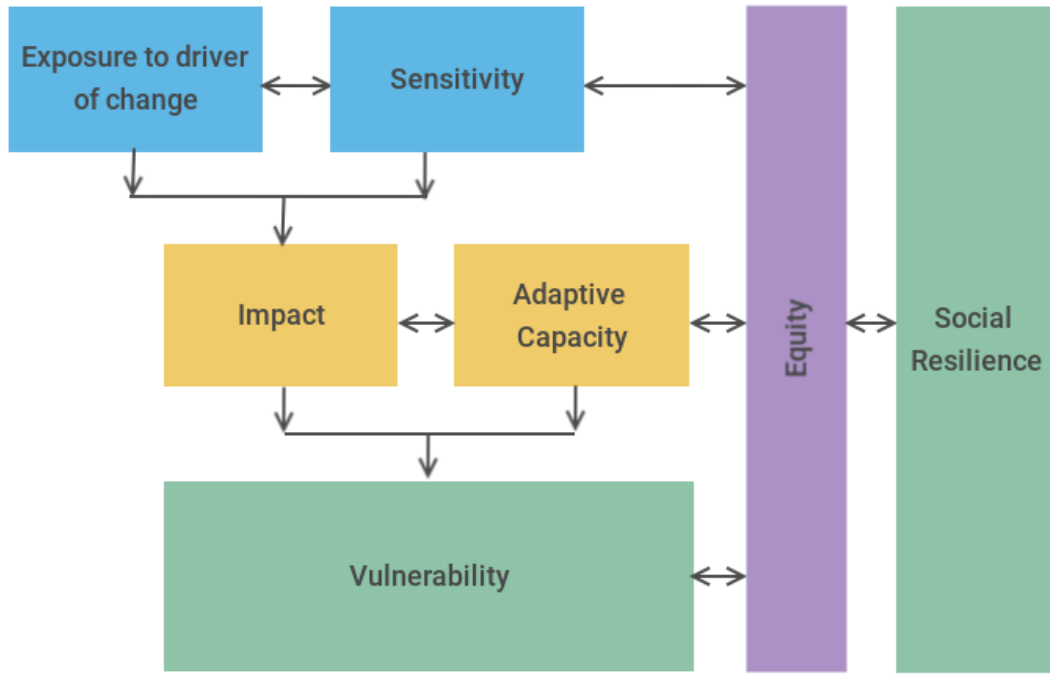 Exposure to driver
of change
Sensitivity
Impact
Adaptive
Capacity
Vulnerability
Equity
Social
Resilience